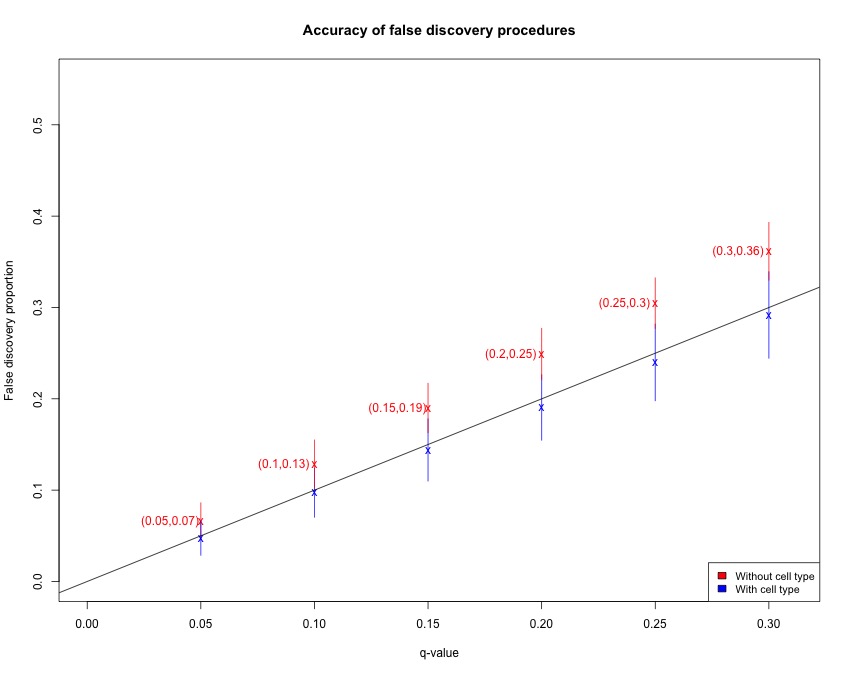 Accuracy of false discovery procedures
False discovery proportion
0.5
0.4
0.3
0.2
0.1
0.0
(0.3,0.36)
(0.25,0.3)
(0.2,0.25)
(0.15,0.19)
(0.1,0.13)
(0.05,0.07)
Without cell type
With cell type
0.00 0.05 0.10 0.15 0.20 0.25 0.30
q-value